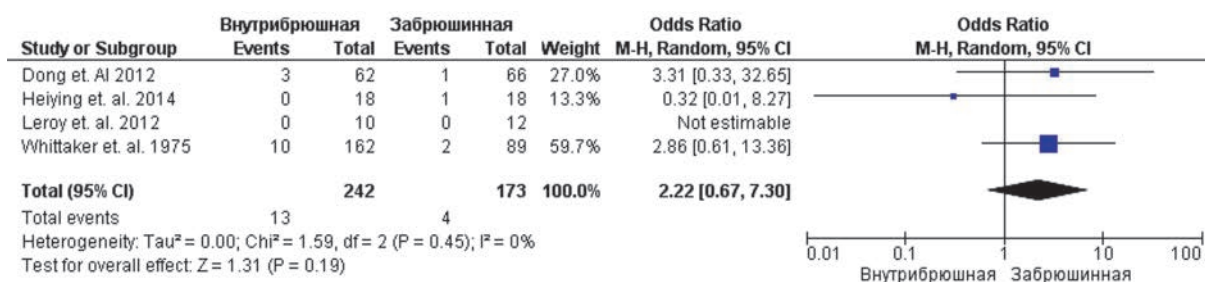 Внутрибрюшная Забрюшинная Odds Ratio Odds Ratio
Study or Subgroup Events Total Events Total Weight M-H, Random, 95% CI M-H, Random, 95% CI
Dong et. Al 2012 3 62 1 66 27.0% 3.31 [0.33, 32.65]
Heiying et. al. 2014 0 18 1 18 13.3% 0.32 [0.01, 8.27]
Leroy et. al. 2012 0 10 0 12 Not estimable
Whittaker et. al. 1975 10 162 2 89 59.7% 2.86 [0.61, 13.36]
Total (95% CI) 242 173 100.0% 2.22 [0.67, 7.30]
Total events 13 4
Heterogeneity: Tau² = 0.00; Chi² = 1.59, df = 2 (P = 0.45); I² = 0%
Test for overall effect: Z = 1.31 (P = 0.19)
0.01 0.1 1 10 100
Внутрибрюшная Забрюшинная